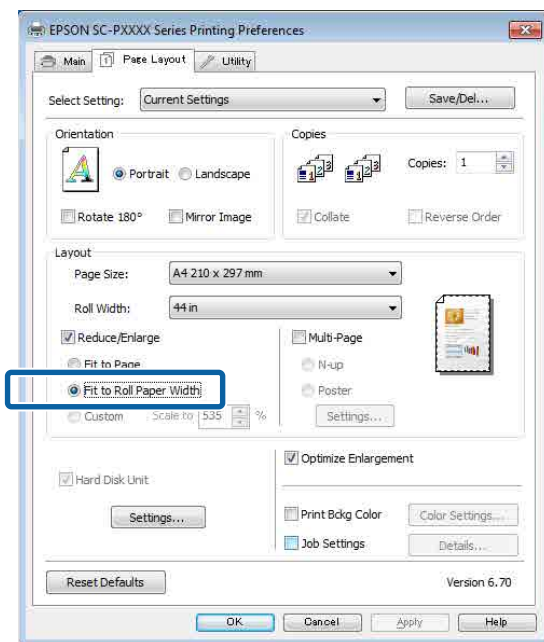 EPSON SC-PXXXX Series Printing Preferences
Main Page Layout Utility
Select Setting: Current Settings Save/Del...
Orientation
Portrait Landscape
Rotate 180° Mirror Image
Copies
Copies: 1
Collate Reverse Order
Layout
Page Size: A4 210 x 297 mm
Roll Width: 44 in
Reduce/Enlarge
Fit to Page
Fit to Roll Paper Width
Custom Scale to 535 %
Multi-Page
N-up
Poster
Settings...
Hard Disk Unit
Settings...
Optimize Enlargement
Print Bckg Color Color Settings...
Job Settings Details...
Reset Defaults Version 6.70
OK Cancel Apply Help